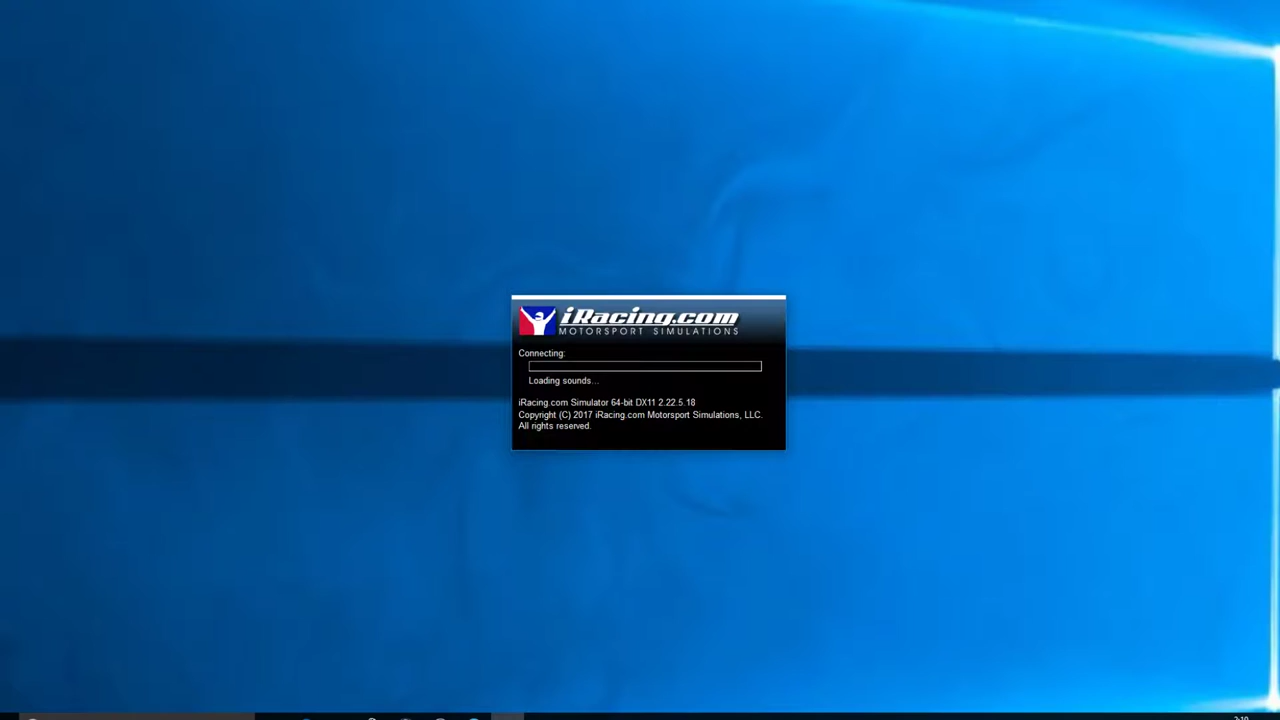 iRacing.com
MOTORSPORT SIMULATIONS
Connecting:
Loading sounds...
iRacing.com Simulator 64-bit DX11 2.22.5.18
Copyright (C) 2017 iRacing.com Motorsport Simulations, LLC.
All rights reserved.